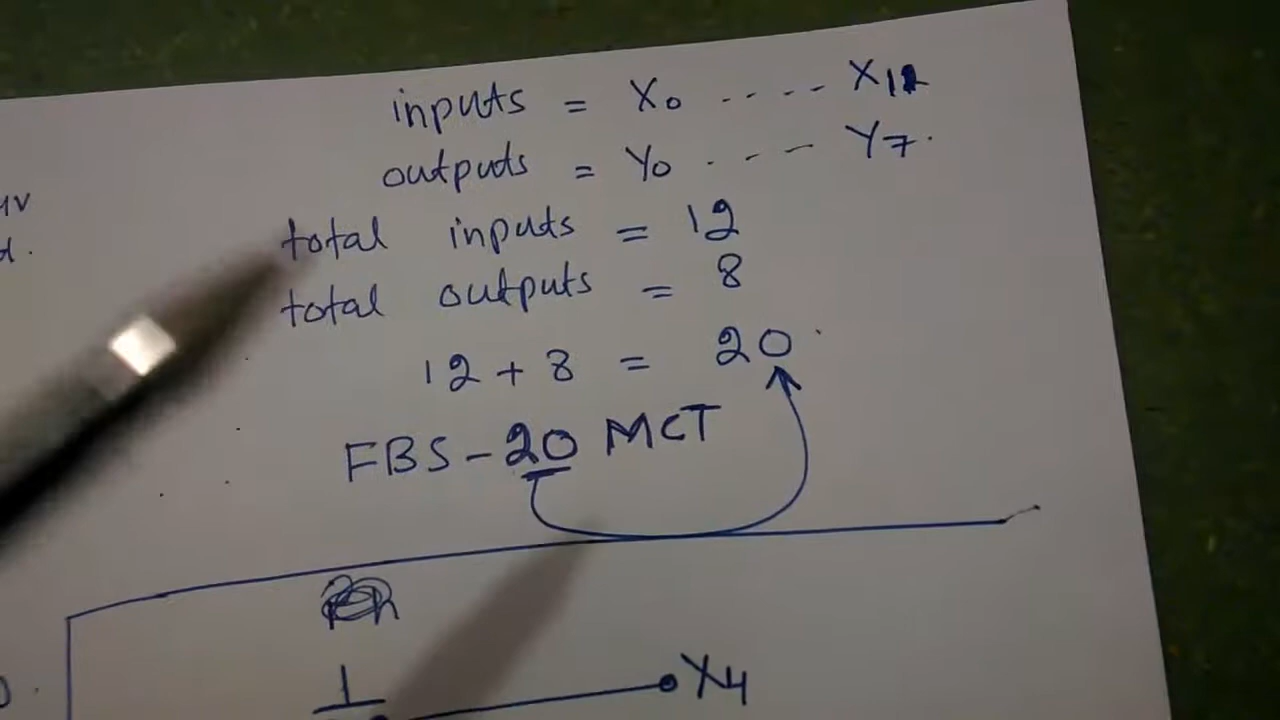 inputs = X0 ---- X11
outputs = Y0 --- Y7.
total inputs = 12
total outputs = 8
12 + 8 = 20
FBS-20 MCT
1
X4